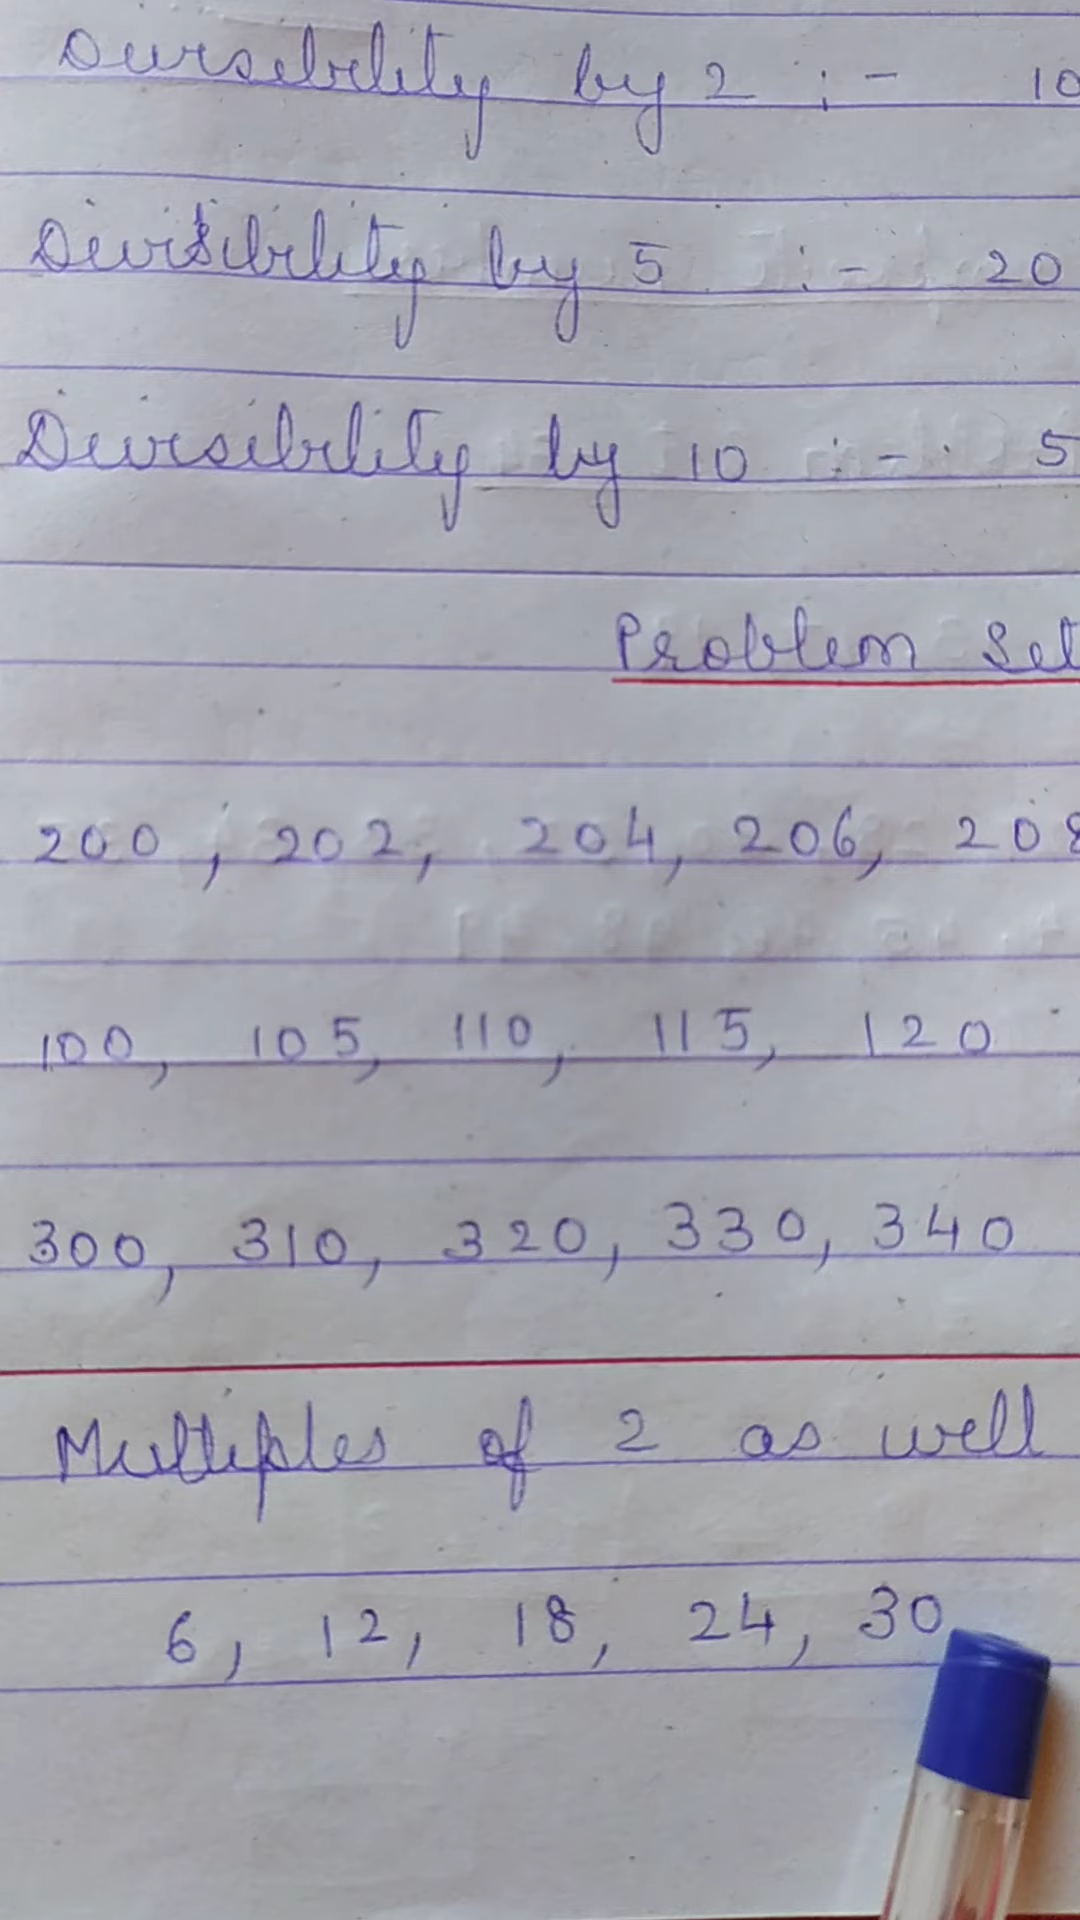 Divisibility by 2 :- 10
Divisibility by 5 :- 20
Divisibility by 10 :- 5
Problem Set
200, 202, 204, 206, 208
100, 105, 110, 115, 120
300, 310, 320, 330, 340
Multiples of 2 as well
6, 12, 18, 24, 30